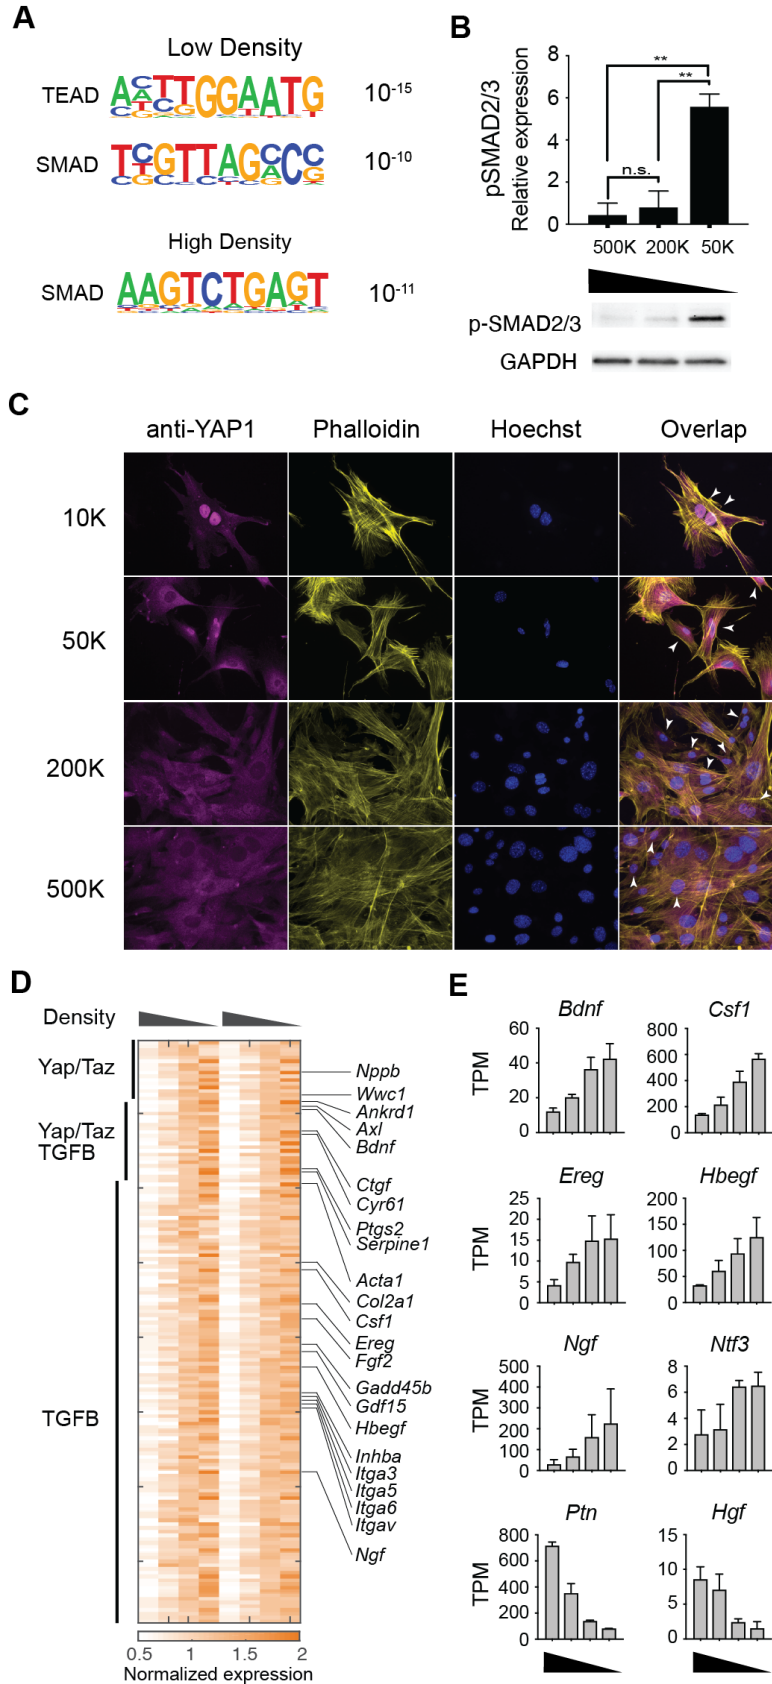 A
Low Density
TEAD
10-15
SMAD
10-10
High Density
SMAD
AAGTCTGAGT
10-11
B
pSMAD2/3
Relative expression
8
6
4
2
0
**
**
n.s.
500K 200K 50K
p-SMAD2/3
GAPDH
C
anti-YAP1 Phalloidin Hoechst Overlap
10K
50K
200K
500K
D
Density
Yap/Taz
Yap/Taz
TGFB
TGFB
Nppb
Wwc1
Ankrd1
Axl
Bdnf
Ctgf
Cyr61
Ptgs2
Serpine1
Acta1
Col2a1
Csf1
Ereg
Fgf2
Gadd45b
Gdf15
Hbegf
Inhba
Itga3
Itga5
Itga6
Itgav
Ngf
0.5 1 1.5 2
Normalized expression
E
Bdnf
TPM
60
40
20
0
Csf1
800
600
400
200
0
Ereg
TPM
25
20
15
10
5
0
Hbegf
200
150
100
50
0
Ngf
TPM
500
400
300
200
100
0
Ntf3
8
6
4
2
0
Ptn
TPM
800
600
400
200
0
Hgf
15
10
5
0